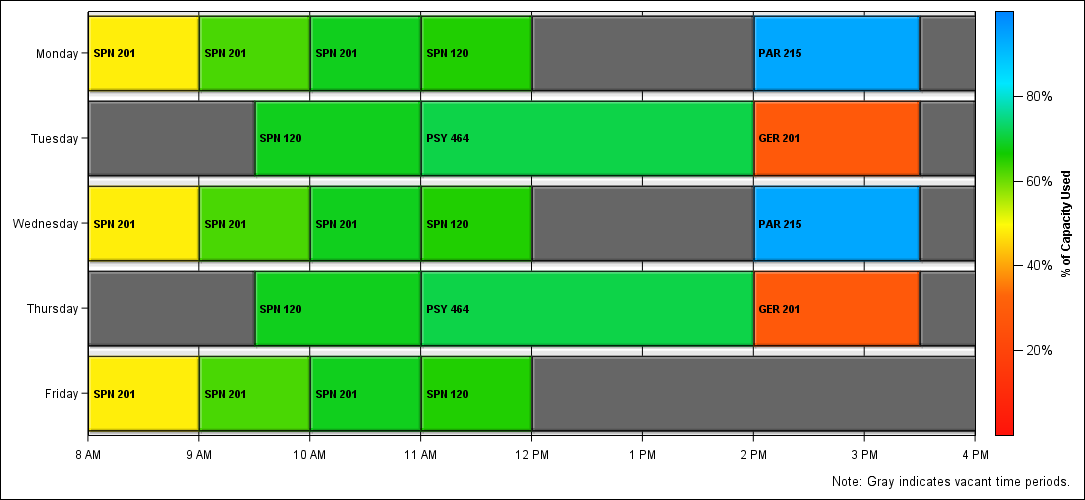 Monday
SPN 201 SPN 201 SPN 201 SPN 120 PAR 215
Tuesday
SPN 120 PSY 464 GER 201
Wednesday
SPN 201 SPN 201 SPN 201 SPN 120 PAR 215
Thursday
SPN 120 PSY 464 GER 201
Friday
SPN 201 SPN 201 SPN 201 SPN 120
8 AM 9 AM 10 AM 11 AM 12 PM 1 PM 2 PM 3 PM 4 PM
80%
60%
40%
20%
% of Capacity Used
Note: Gray indicates vacant time periods.